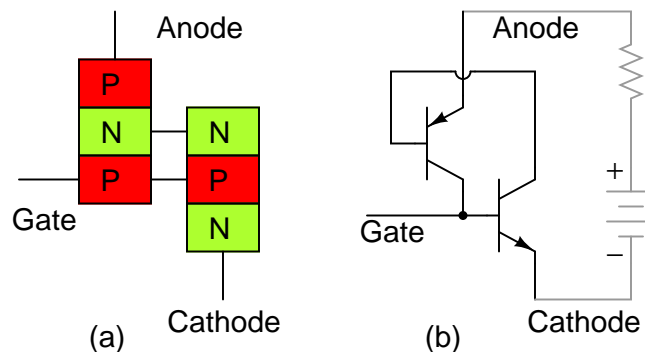 Anode
P
N
P
N
P
N
Gate
Cathode
(a)
Anode
+
−
Gate
Cathode
(b)